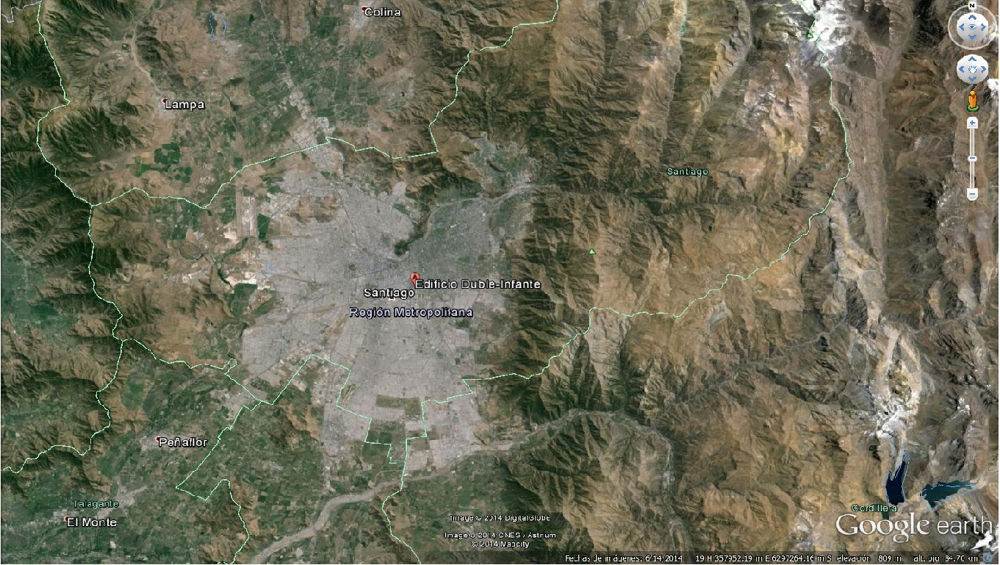 Colina
N
Lampa
Santiago
A
Edificio Duble-Infante
Santiago
Región Metropolitana
Peñaflor
Talagante
El Monte
Cordillera
Image © 2014 DigitalGlobe
Image © 2014 CNES / Astrium
© 2014 Mapcity
Google earth
Fechas de imágenes: 6/14/2014 19 H 357952.19 m E 6297264.16 m S elevación 809 m alt. ojo 84.70 km